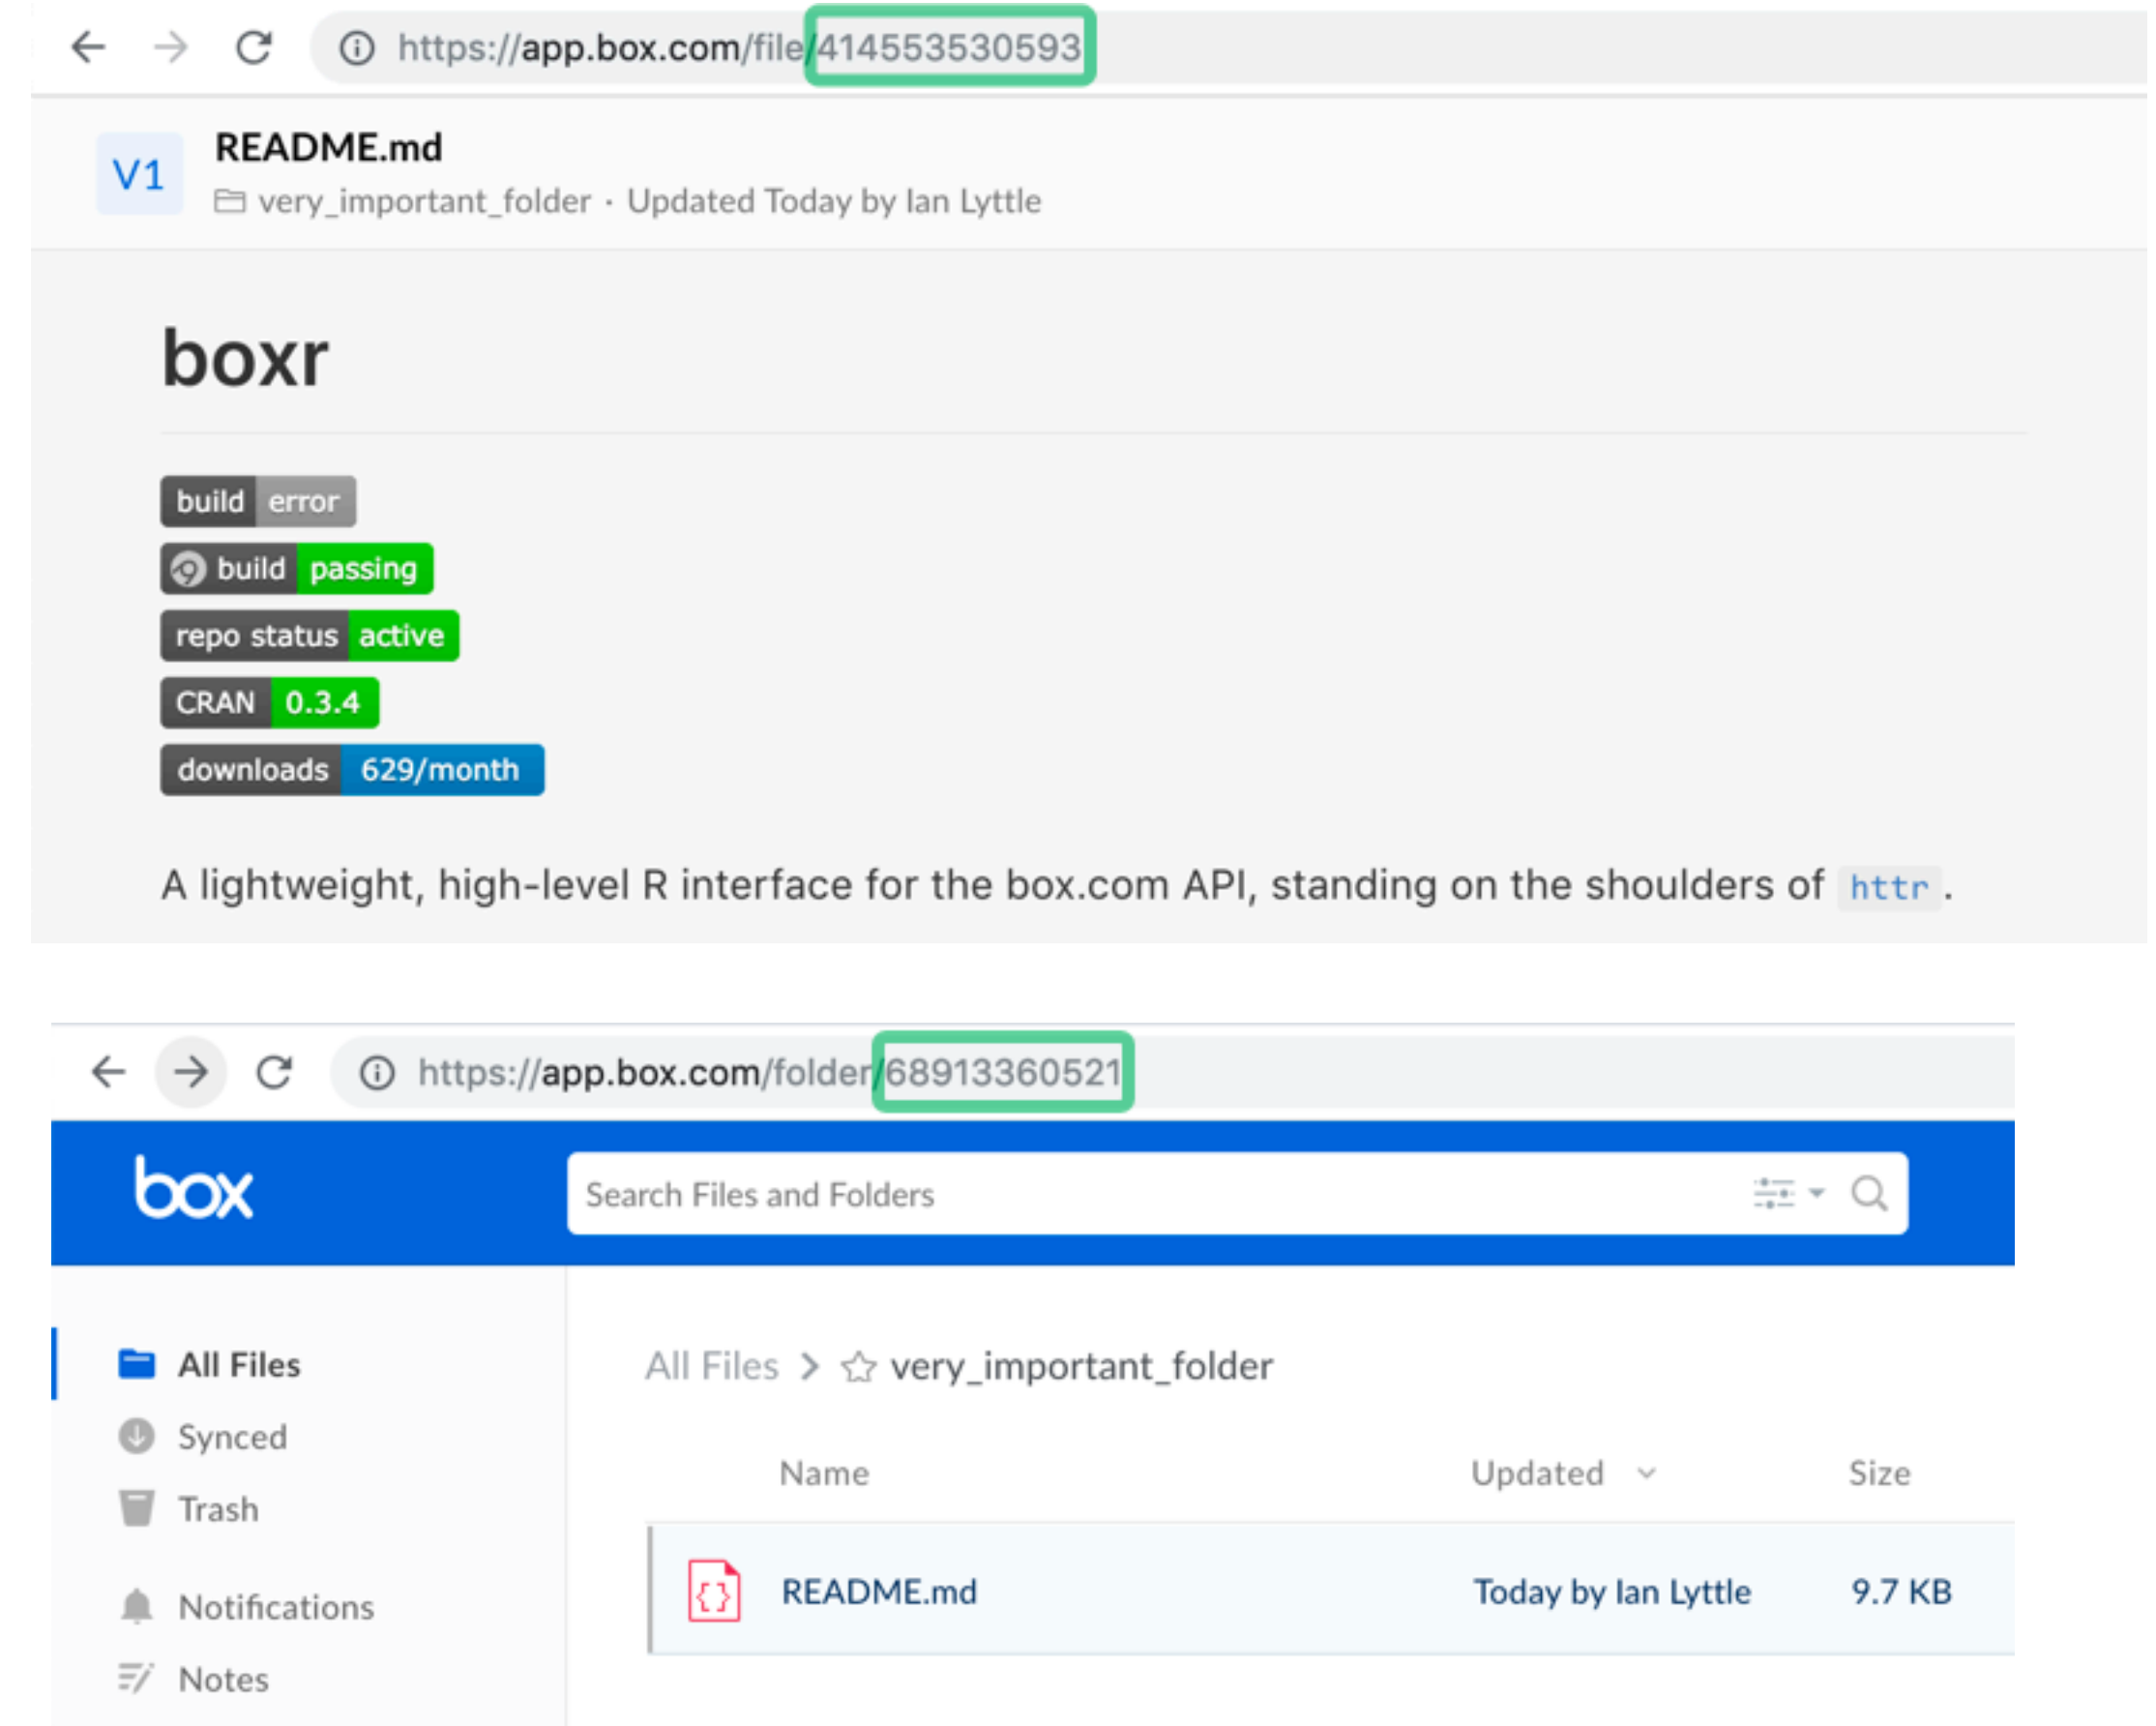 https://app.box.com/file/414553530593
V1
README.md
very_important_folder · Updated Today by Ian Lyttle
boxr
build error
build passing
repo status active
CRAN 0.3.4
downloads 629/month
A lightweight, high-level R interface for the box.com API, standing on the shoulders of httr.
https://app.box.com/folder/68913360521
box
Search Files and Folders
All Files
Synced
Trash
Notifications
Notes
All Files > very_important_folder
Name Updated Size
README.md Today by Ian Lyttle 9.7 KB